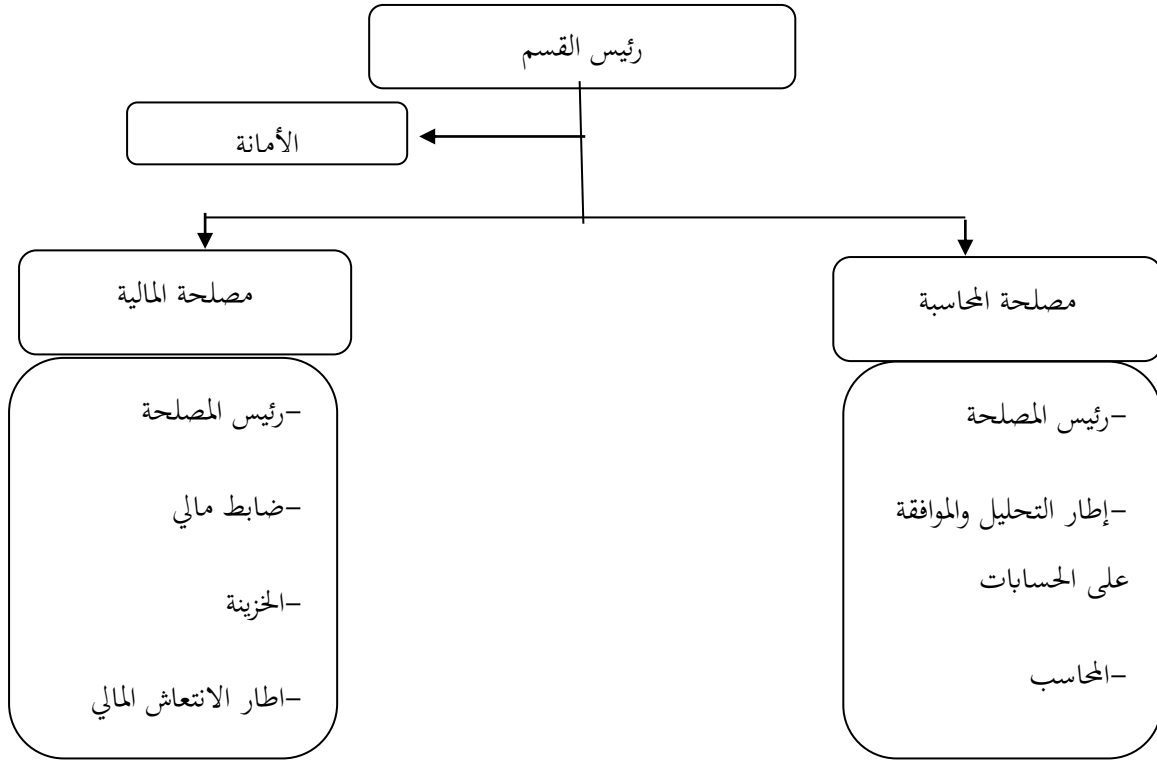 رئيس القسم
الأمانة
مصلحة المحاسبة
-رئيس المصلحة
-إطار التحليل والموافقة
على الحسابات
-المحاسب
مصلحة المالية
-رئيس المصلحة
-ضابط مالي
-الخزينة
-اطار الانتعاش المالي